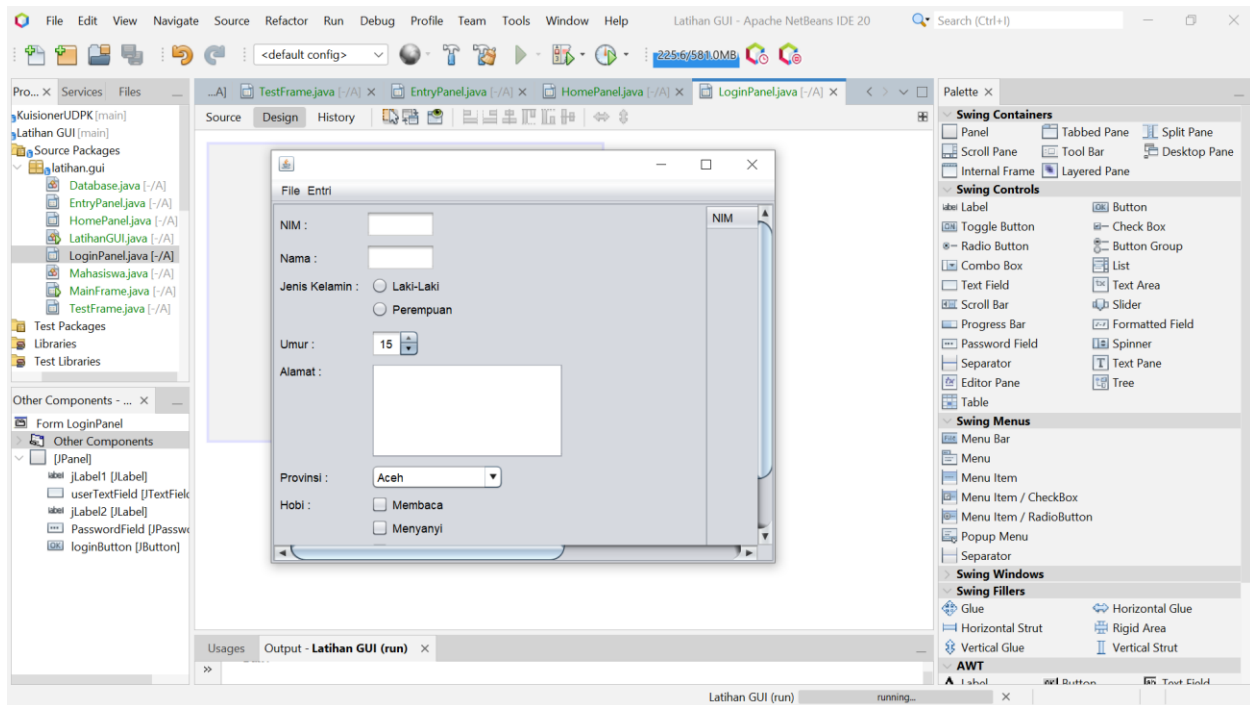 File Edit View Navigate Source Refactor Run Debug Profile Team Tools Window Help Latihan GUI - Apache NetBeans IDE 20 Search (Ctrl+I)
<default config> 225.6/581.0MB
Pro... Services Files
...A] TestFrame.java [-/A] EntryPanel.java [-/A] HomePanel.java [-/A] LoginPanel.java [-/A]
Source Design History
KuisionerUDPK [main]
Latihan GUI [main]
Source Packages
latihan.gui
Database.java [-/A]
EntryPanel.java [-/A]
HomePanel.java [-/A]
LatihanGUI.java [-/A]
LoginPanel.java [-/A]
Mahasiswa.java [-/A]
MainFrame.java [-/A]
TestFrame.java [-/A]
Test Packages
Libraries
Test Libraries
Other Components - ...
Form LoginPanel
Other Components
[JPanel]
jLabel1 [JLabel]
userTextField [JTextField
jLabel2 [JLabel]
PasswordField [JPassw
loginButton [JButton]
File Entri
NIM :
NIM
Nama :
Jenis Kelamin : Laki-Laki
Perempuan
Umur : 15
Alamat :
Provinsi : Aceh
Hobi : Membaca
Menyanyi
Usages Output - Latihan GUI (run)
Palette
Swing Containers
Panel Tabbed Pane Split Pane
Scroll Pane Tool Bar Desktop Pane
Internal Frame Layered Pane
Swing Controls
label Label OK Button
ON Toggle Button Check Box
Radio Button Button Group
Combo Box List
Text Field Text Area
Scroll Bar Slider
Progress Bar Formatted Field
Password Field Spinner
Separator T Text Pane
Editor Pane Tree
Table
Swing Menus
Menu Bar
Menu
Menu Item
Menu Item / CheckBox
Menu Item / RadioButton
Popup Menu
Separator
Swing Windows
Swing Fillers
Glue Horizontal Glue
Horizontal Strut Rigid Area
Vertical Glue Vertical Strut
AWT
A Label OK Button Text Field
Latihan GUI (run) running...